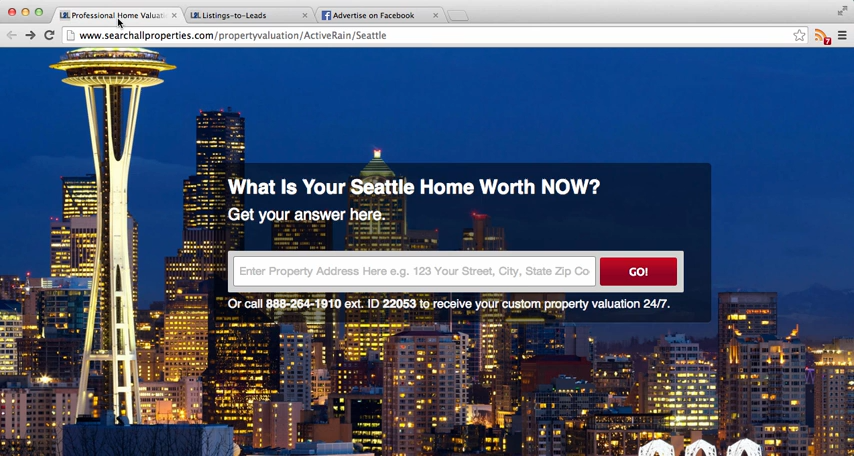 Professional Home Valuati
Listings-to-Leads
Advertise on Facebook
www.searchallproperties.com/propertyvaluation/ActiveRain/Seattle
7
What Is Your Seattle Home Worth NOW?
Get your answer here.
Enter Property Address Here e.g. 123 Your Street, City, State Zip Co
GO!
Or call 888-264-1910 ext. ID 22053 to receive your custom property valuation 24/7.